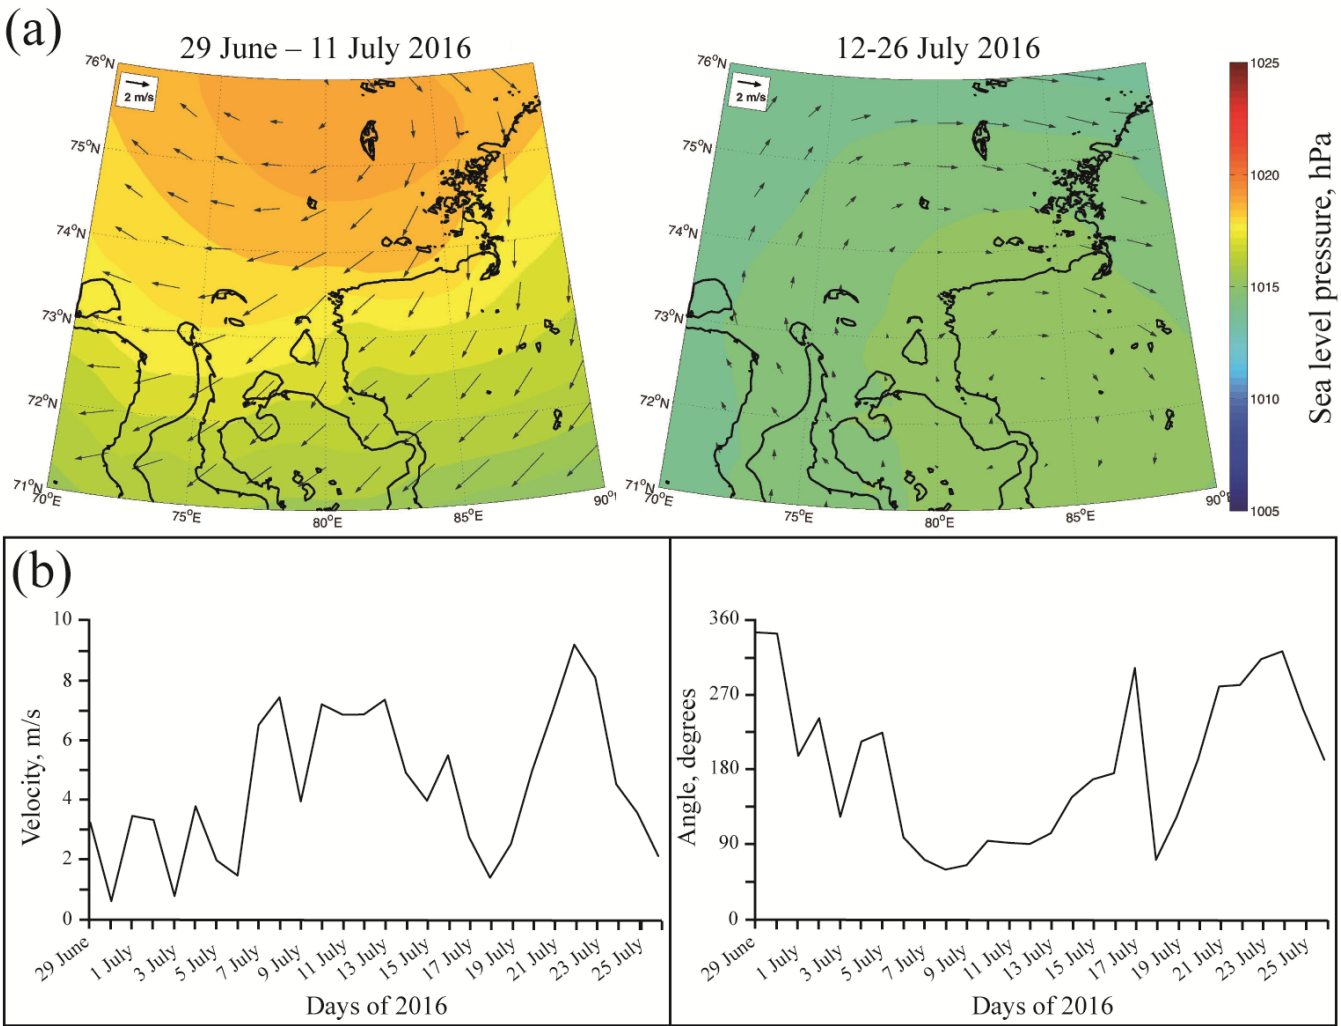 (a)
29 June – 11 July 2016
12-26 July 2016
76°N
75°N
74°N
73°N
72°N
71°N
70°E
75°E
80°E
85°E
90°
2 m/s
76°N
75°N
74°N
73°N
72°N
71°N
70°E
75°E
80°E
85°E
90°E
2 m/s
1025
1020
1015
1010
1005
Sea level pressure, hPa
(b)
Velocity, m/s
10
8
6
4
2
0
29 June
1 July
3 July
5 July
7 July
9 July
11 July
13 July
15 July
17 July
19 July
21 July
23 July
25 July
Days of 2016
Angle, degrees
360
270
180
90
0
29 June
1 July
3 July
5 July
7 July
9 July
11 July
13 July
15 July
17 July
19 July
21 July
23 July
25 July
Days of 2016